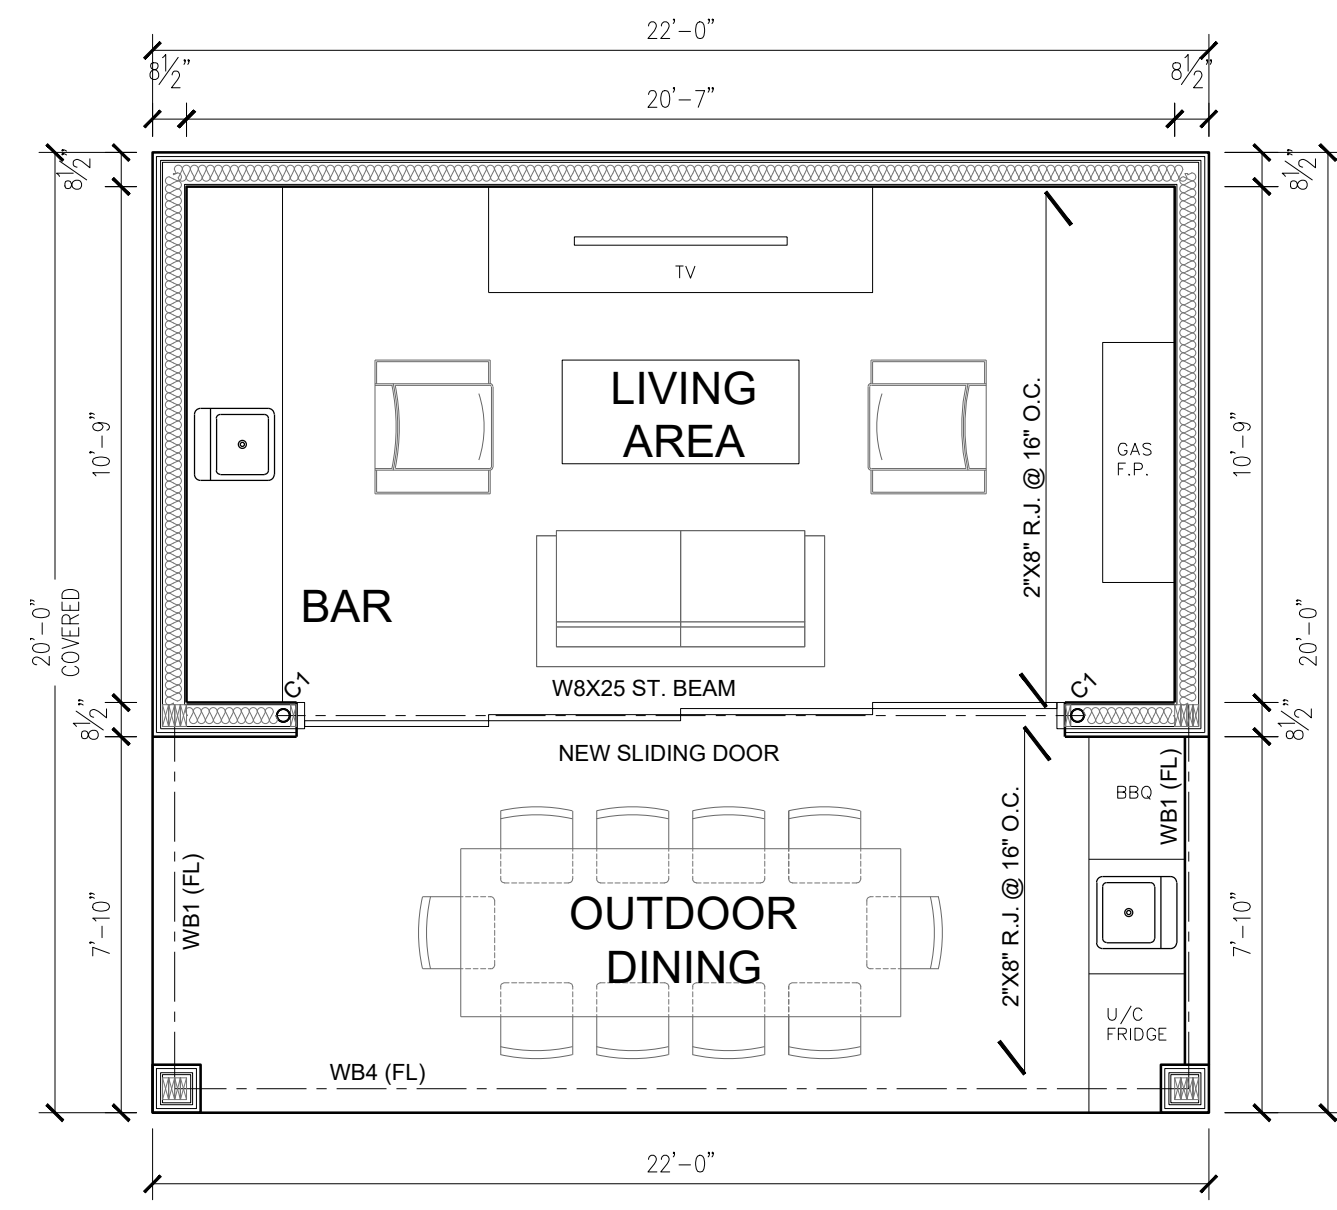 22'-0"
8½" 8½"
20'-7"
8½" 8½"
TV
LIVING
AREA
10'-9" 10'-9"
2"X8" R.J. @ 16" O.C.
GAS
F.P.
BAR
20'-0"
COVERED
20'-0"
C1 C1
W8X25 ST. BEAM
8½" 8½"
NEW SLIDING DOOR
BBQ
WB1 (FL)
WB1 (FL)
2"X8" R.J. @ 16" O.C.
OUTDOOR
DINING
7'-10" 7'-10"
U/C
FRIDGE
WB4 (FL)
22'-0"